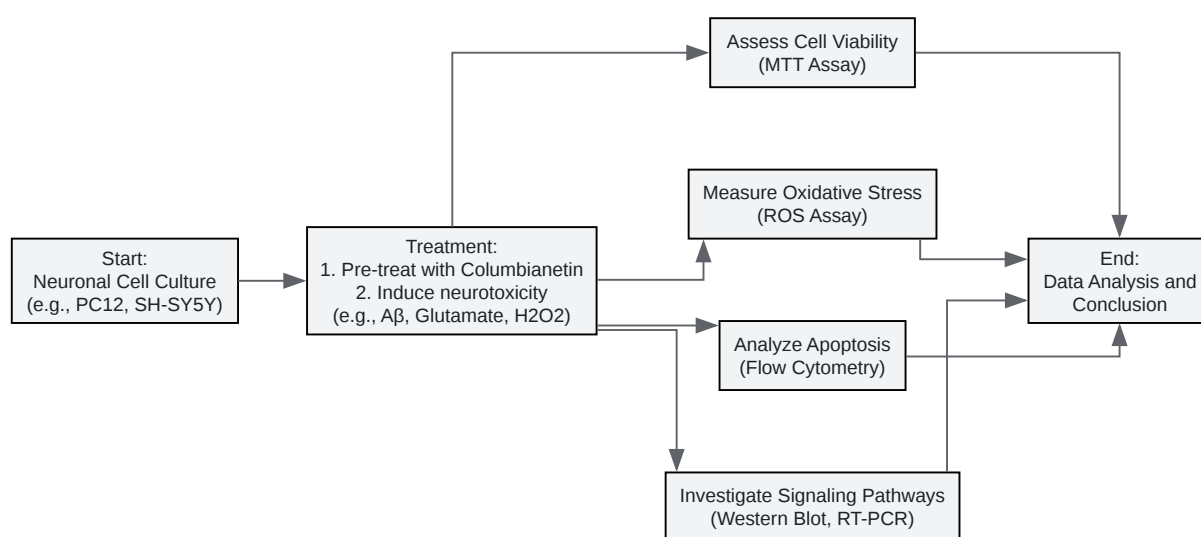 Start:
Neuronal Cell Culture
(e.g., PC12, SH-SY5Y)
Treatment:
1. Pre-treat with Columbianetin
2. Induce neurotoxicity
(e.g., Aβ, Glutamate, H2O2)
Assess Cell Viability
(MTT Assay)
Measure Oxidative Stress
(ROS Assay)
Analyze Apoptosis
(Flow Cytometry)
Investigate Signaling Pathways
(Western Blot, RT-PCR)
End:
Data Analysis and
Conclusion